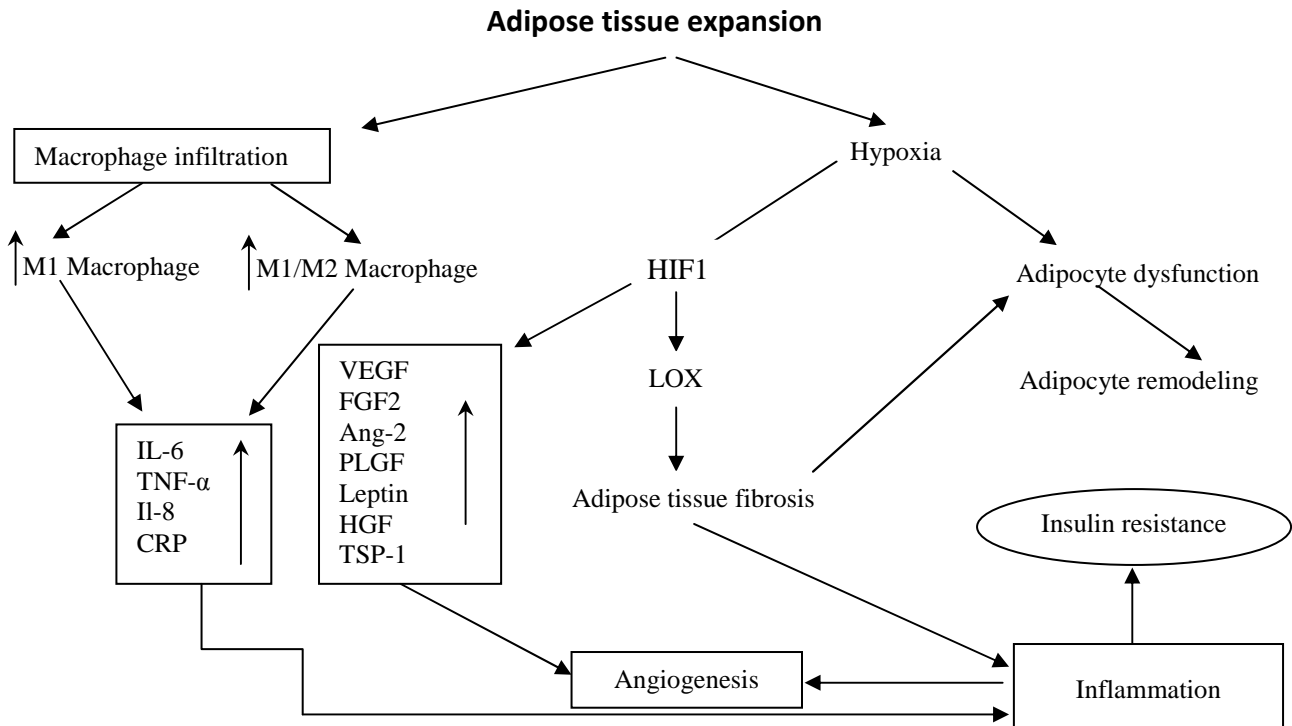 Adipose tissue expansion
Macrophage infiltration
Hypoxia
M1 Macrophage
M1/M2 Macrophage
HIF1
Adipocyte dysfunction
VEGF
FGF2
Ang-2
PLGF
Leptin
HGF
TSP-1
LOX
Adipocyte remodeling
IL-6
TNF-α
Il-8
CRP
Adipose tissue fibrosis
Insulin resistance
Angiogenesis
Inflammation